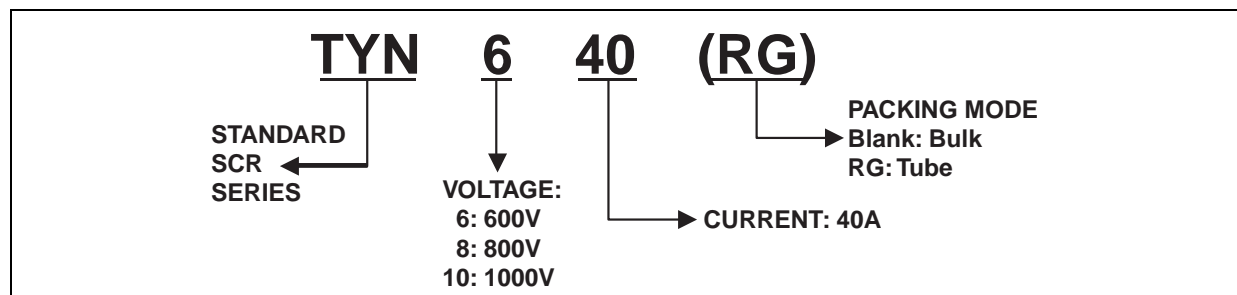 TYN 6 40 (RG)
STANDARD
SCR
SERIES
VOLTAGE:
6: 600V
8: 800V
10: 1000V
CURRENT: 40A
PACKING MODE
Blank: Bulk
RG: Tube